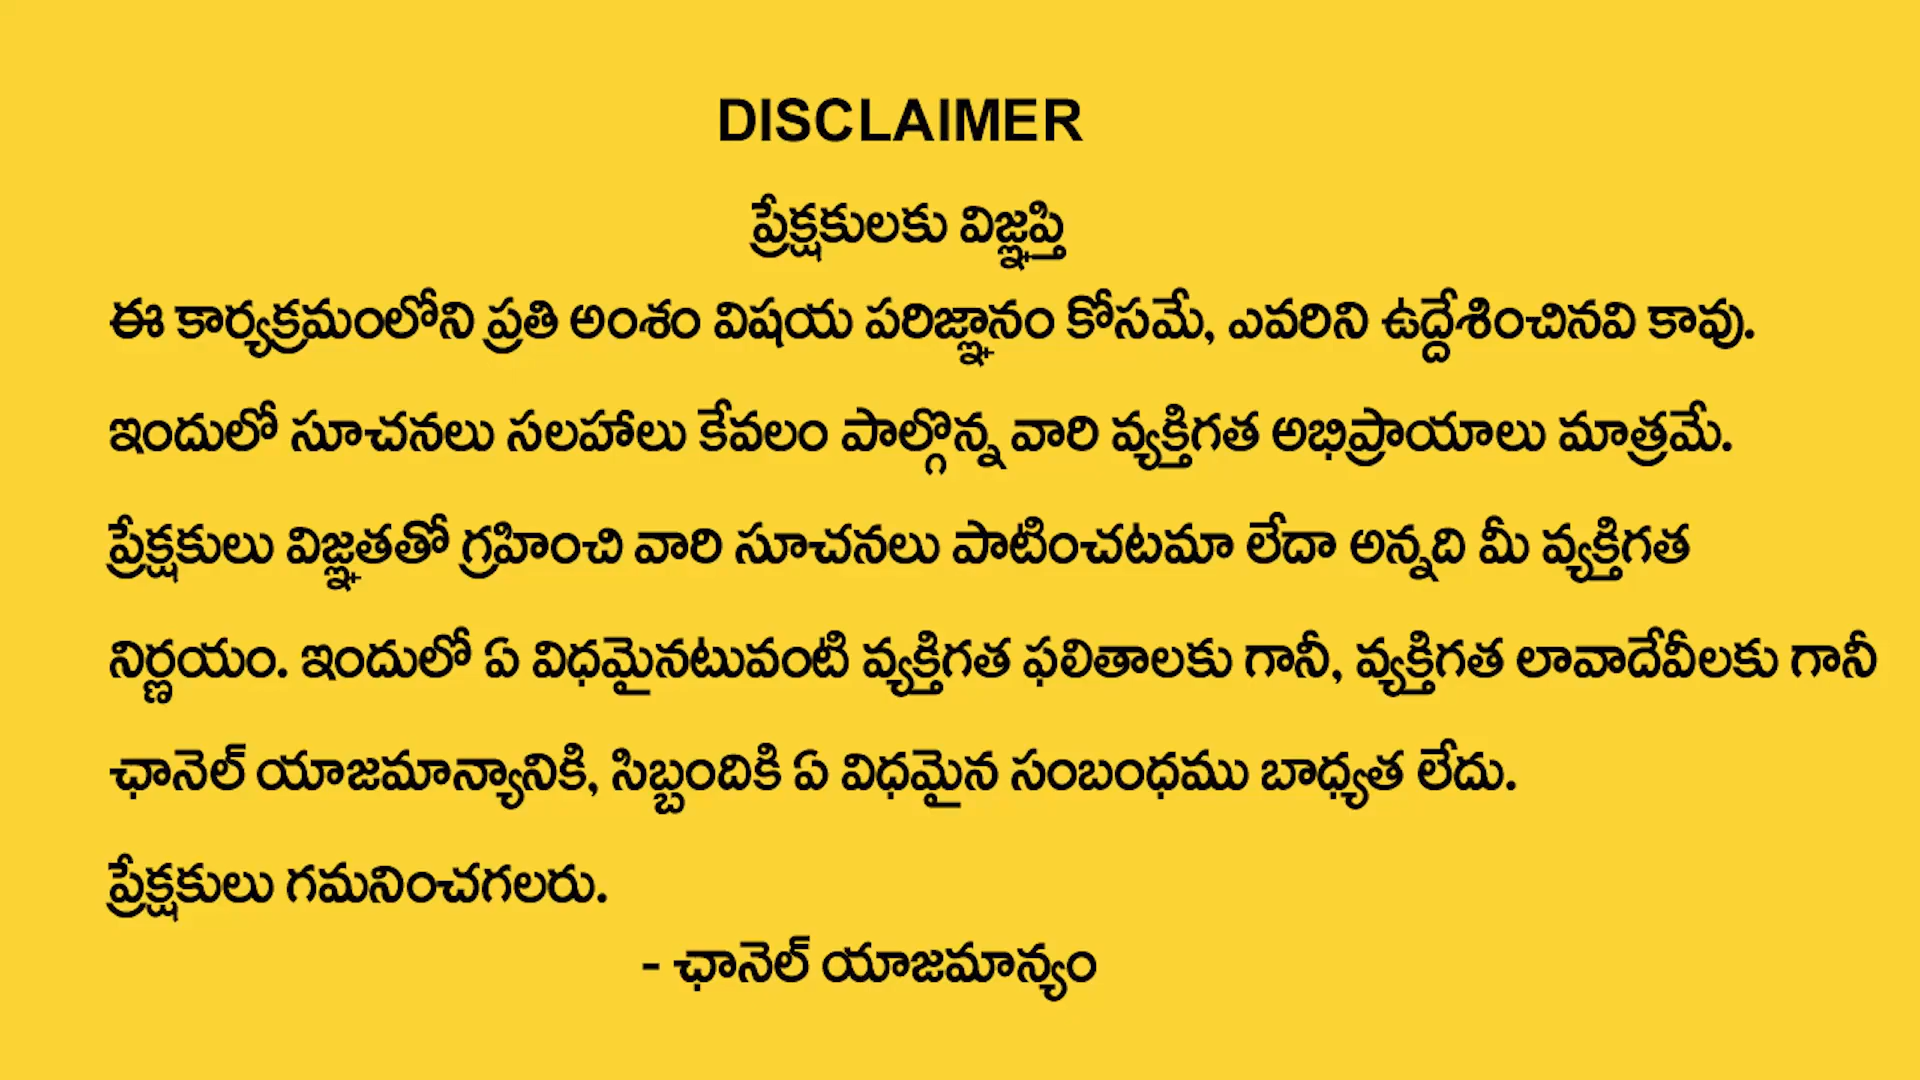 DISCLAIMER
ప్రేక్షకులకు విజ్ఞప్తి
ఈ కార్యక్రమంలోని ప్రతి అంశం విషయ పరిజ్ఞానం కోసమే, ఎవరిని ఉద్దేశించినవి కావు.
ఇందులో సూచనలు సలహాలు కేవలం పాల్గొన్న వారి వ్యక్తిగత అభిప్రాయాలు మాత్రమే.
ప్రేక్షకులు విజ్ఞతతో గ్రహించి వారి సూచనలు పాటించటమా లేదా అన్నది మీ వ్యక్తిగత
నిర్ణయం. ఇందులో ఏ విధమైనటువంటి వ్యక్తిగత ఫలితాలకు గానీ, వ్యక్తిగత లావాదేవీలకు గానీ
ఛానెల్ యాజమాన్యానికి, సిబ్బందికి ఏ విధమైన సంబంధము బాధ్యత లేదు.
ప్రేక్షకులు గమనించగలరు.
- ఛానెల్ యాజమాన్యం